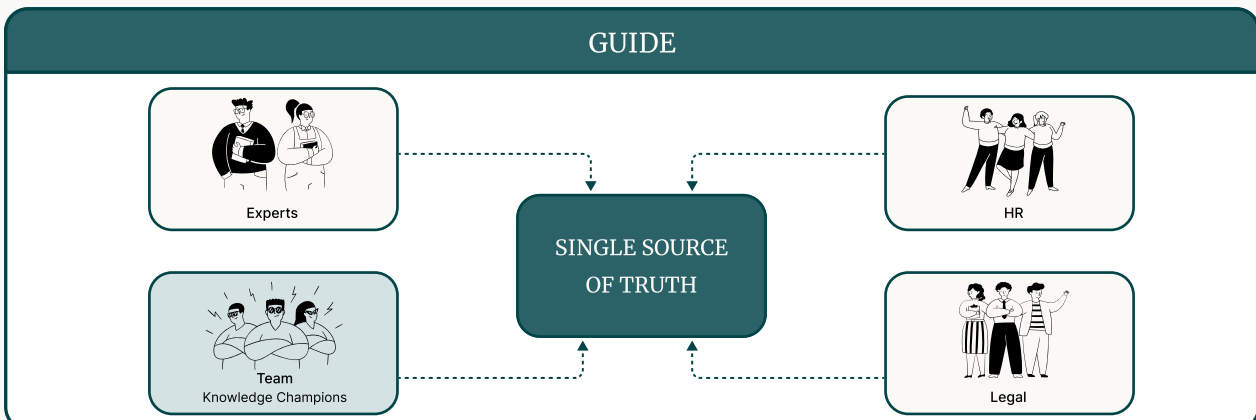 GUIDE
Experts
HR
SINGLE SOURCE
OF TRUTH
Team
Knowledge Champions
Legal